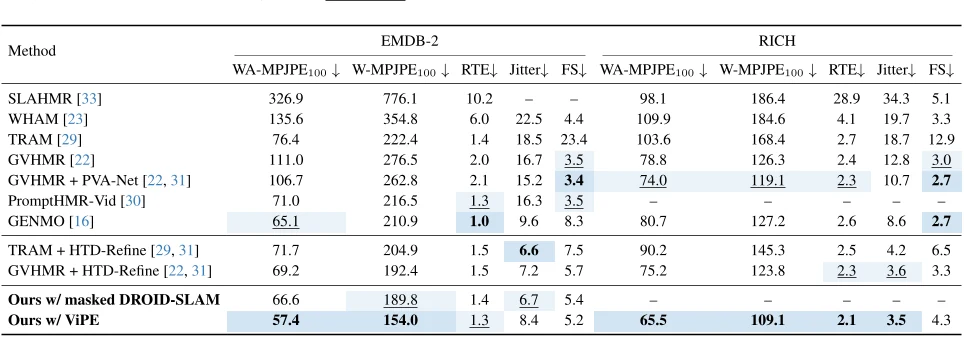 Method EMDB-2 RICH
WA-MPJPE100 ↓ W-MPJPE100 ↓ RTE↓ Jitter↓ FS↓ WA-MPJPE100 ↓ W-MPJPE100 ↓ RTE↓ Jitter↓ FS↓
SLAHMR [33] 326.9 776.1 10.2 – – 98.1 186.4 28.9 34.3 5.1
WHAM [23] 135.6 354.8 6.0 22.5 4.4 109.9 184.6 4.1 19.7 3.3
TRAM [29] 76.4 222.4 1.4 18.5 23.4 103.6 168.4 2.7 18.7 12.9
GVHMR [22] 111.0 276.5 2.0 16.7 3.5 78.8 126.3 2.4 12.8 3.0
GVHMR + PVA-Net [22, 31] 106.7 262.8 2.1 15.2 3.4 74.0 119.1 2.3 10.7 2.7
PromptHMR-Vid [30] 71.0 216.5 1.3 16.3 3.5 – – – – –
GENMO [16] 65.1 210.9 1.0 9.6 8.3 80.7 127.2 2.6 8.6 2.7
TRAM + HTD-Refine [29, 31] 71.7 204.9 1.5 6.6 7.5 90.2 145.3 2.5 4.2 6.5
GVHMR + HTD-Refine [22, 31] 69.2 192.4 1.5 7.2 5.7 75.2 123.8 2.3 3.6 3.3
Ours w/ masked DROID-SLAM 66.6 189.8 1.4 6.7 5.4 – – – – –
Ours w/ ViPE 57.4 154.0 1.3 8.4 5.2 65.5 109.1 2.1 3.5 4.3